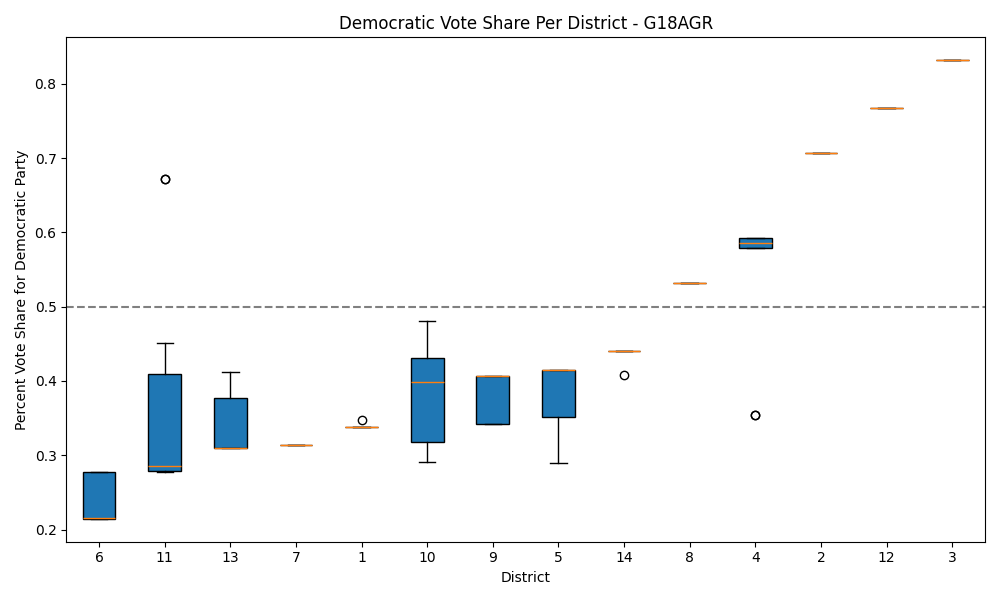 Democratic Vote Share Per District - G18AGR
Percent Vote Share for Democratic Party
0.8
0.7
0.6
0.5
0.4
0.3
0.2
6 11 13 7 1 10 9 5 14 8 4 2 12 3
District